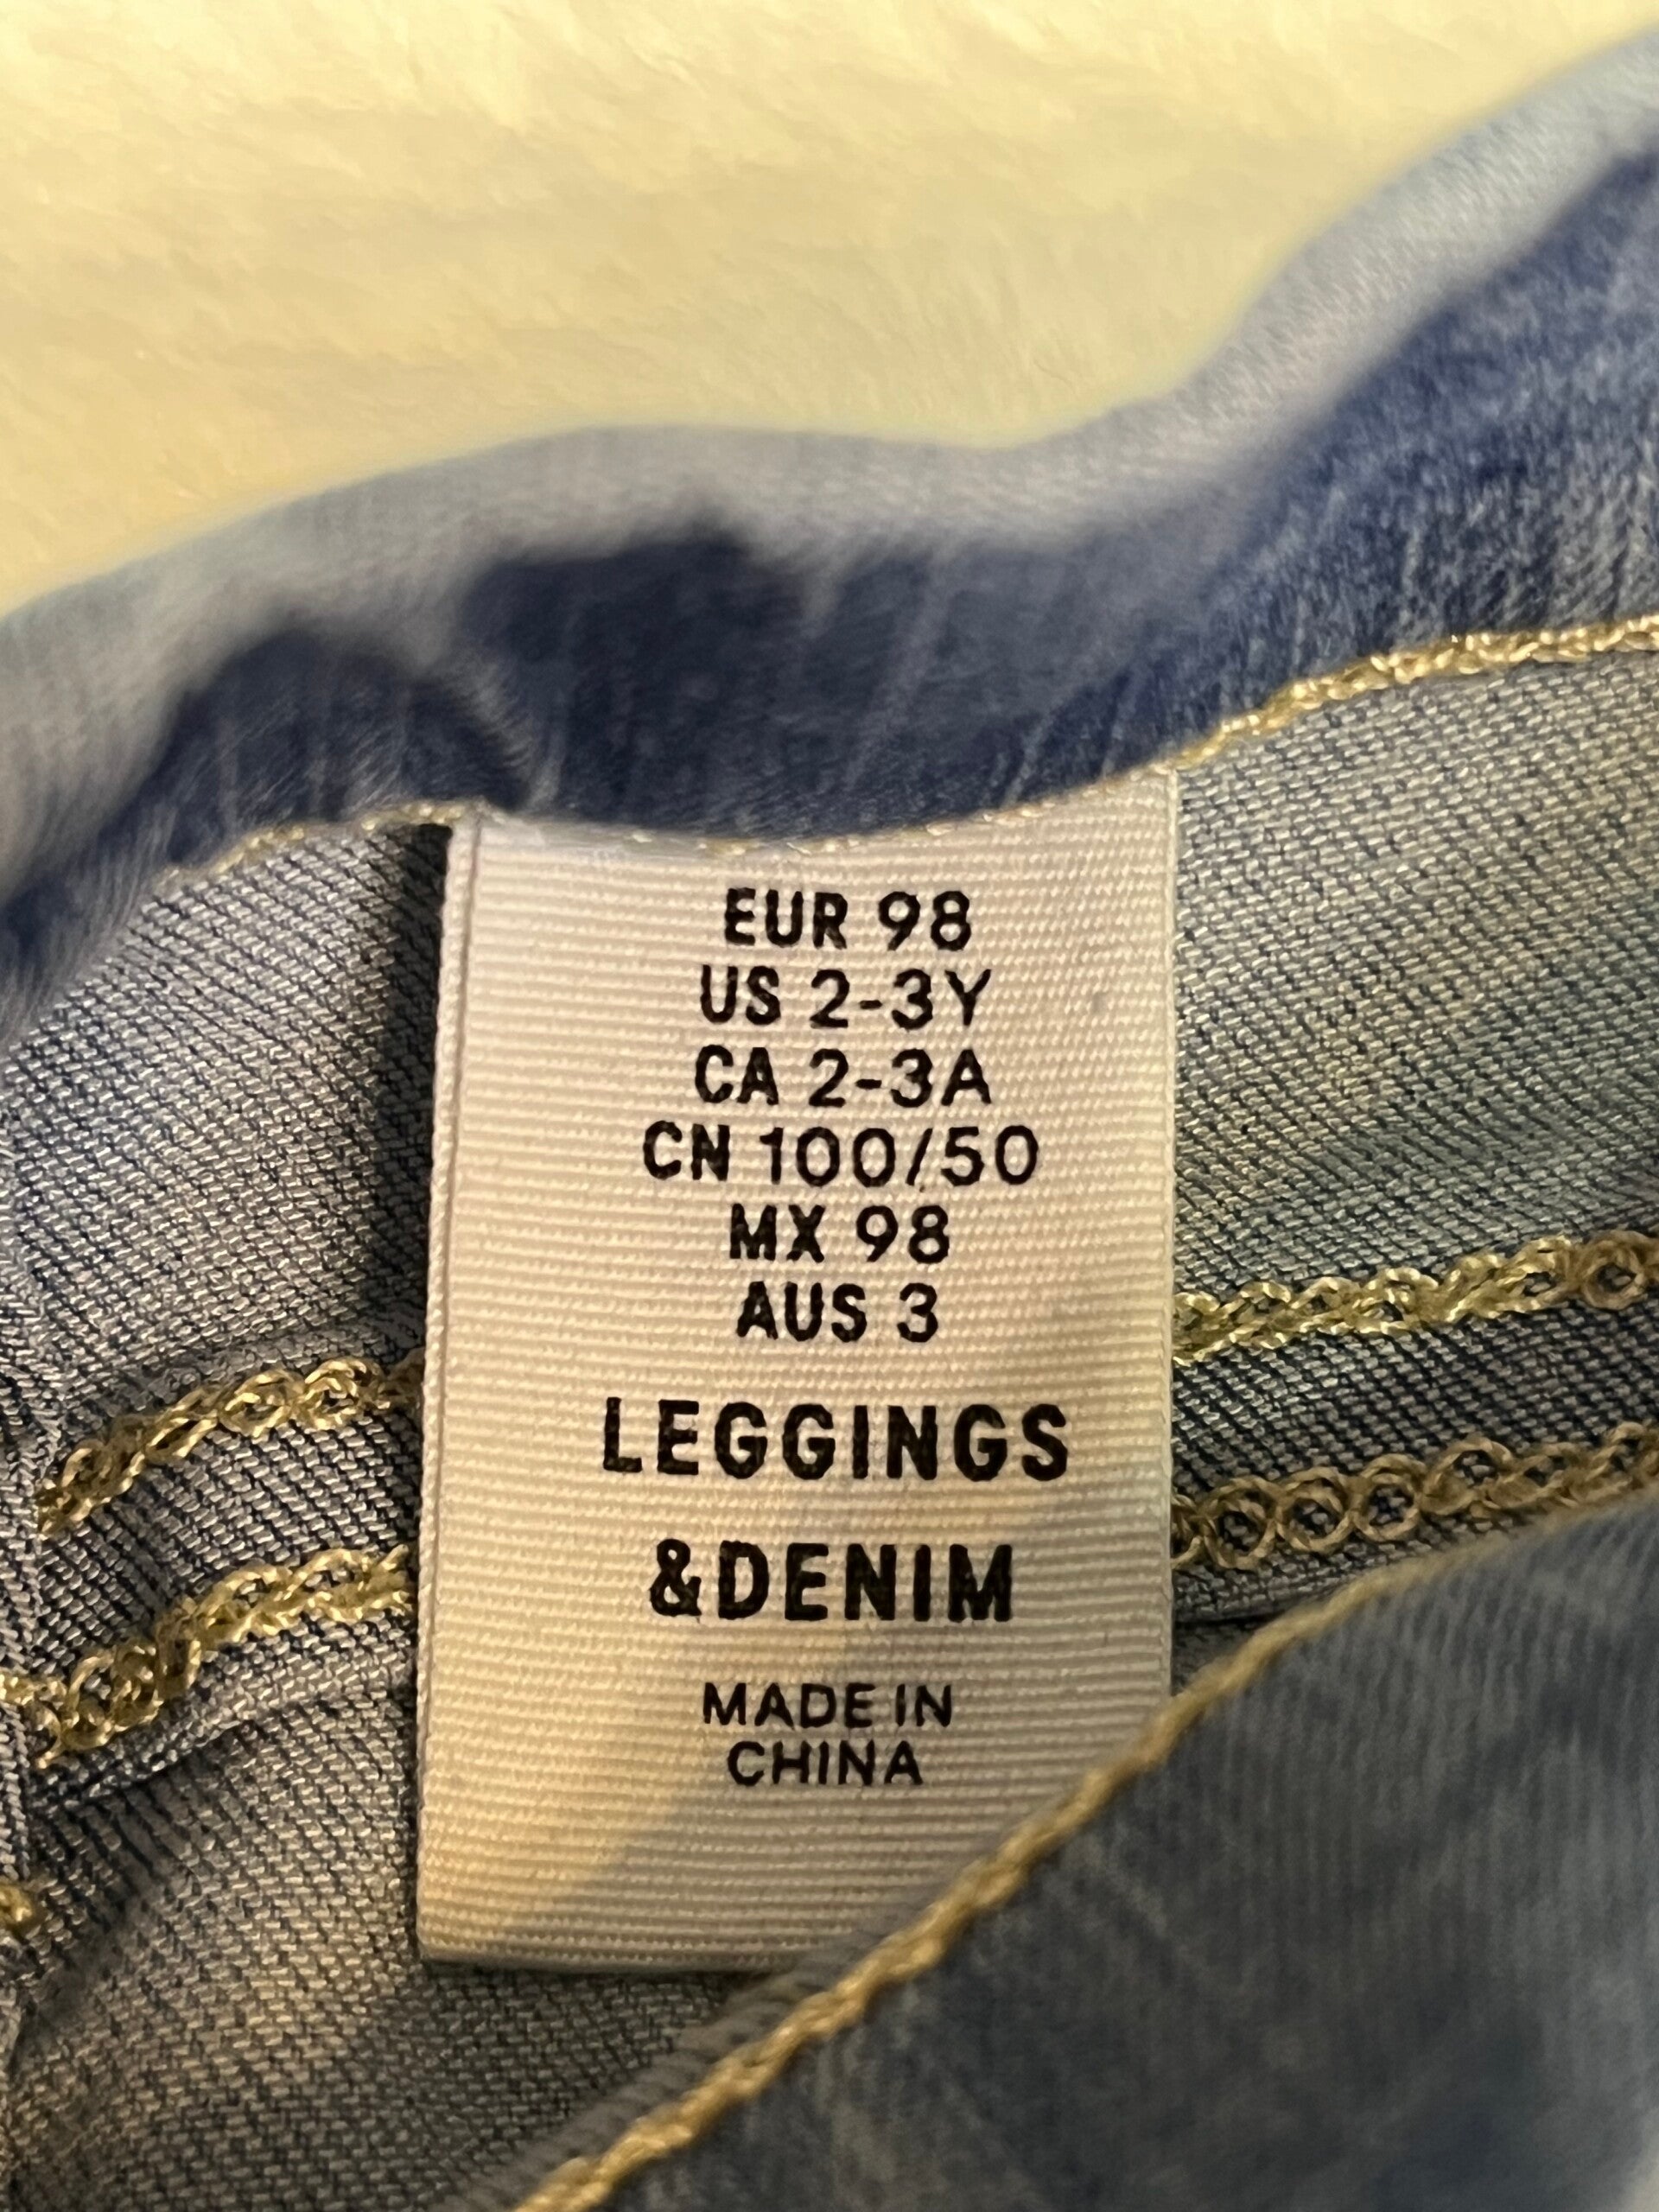 EUR 98
US 2-3Y
CA 2-3A
CN 100/50
MX 98
AUS 3
LEGGINGS
&DENIM
MADE IN
CHINA